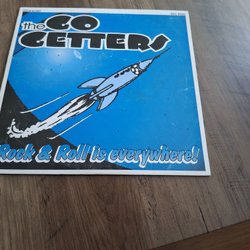 the GO
GETTERS
Rock & Roll is everywhere!